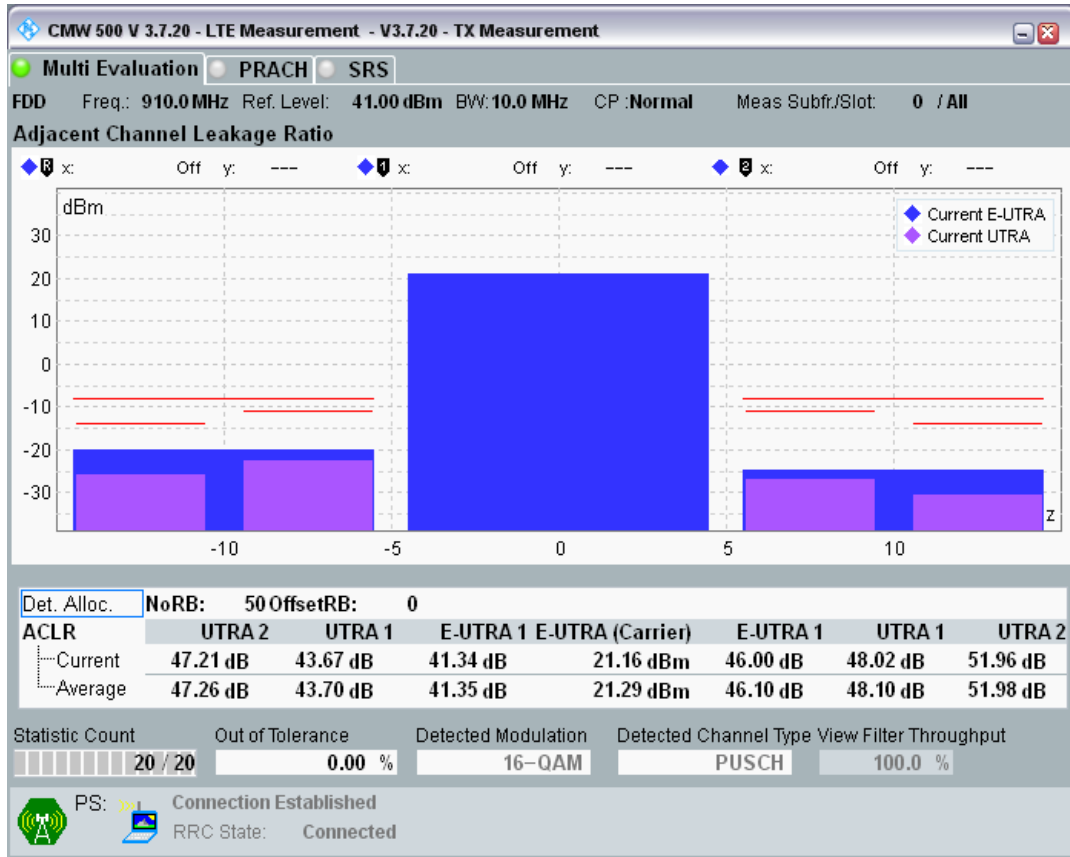 CMW 500 V 3.7.20 - LTE Measurement - V3.7.20 - TX Measurement
Multi Evaluation PRACH SRS
FDD Freq.: 910.0 MHz Ref. Level: 41.00 dBm BW: 10.0 MHz CP :Normal Meas Subfr./Slot: 0 / All
Adjacent Channel Leakage Ratio
R x: Off y: --- 1 x: Off y: --- 2 x: Off y: ---
dBm
Current E-UTRA
Current UTRA
30
20
10
0
-10
-20
-30
z
-10 -5 0 5 10
Det. Alloc. NoRB: 50 OffsetRB: 0
ACLR UTRA 2 UTRA 1 E-UTRA 1 E-UTRA (Carrier) E-UTRA 1 UTRA 1 UTRA 2
Current 47.21 dB 43.67 dB 41.34 dB 21.16 dBm 46.00 dB 48.02 dB 51.96 dB
Average 47.26 dB 43.70 dB 41.35 dB 21.29 dBm 46.10 dB 48.10 dB 51.98 dB
Statistic Count Out of Tolerance Detected Modulation Detected Channel Type View Filter Throughput
20 / 20 0.00 % 16-QAM PUSCH 100.0 %
PS: Connection Established
RRC State: Connected